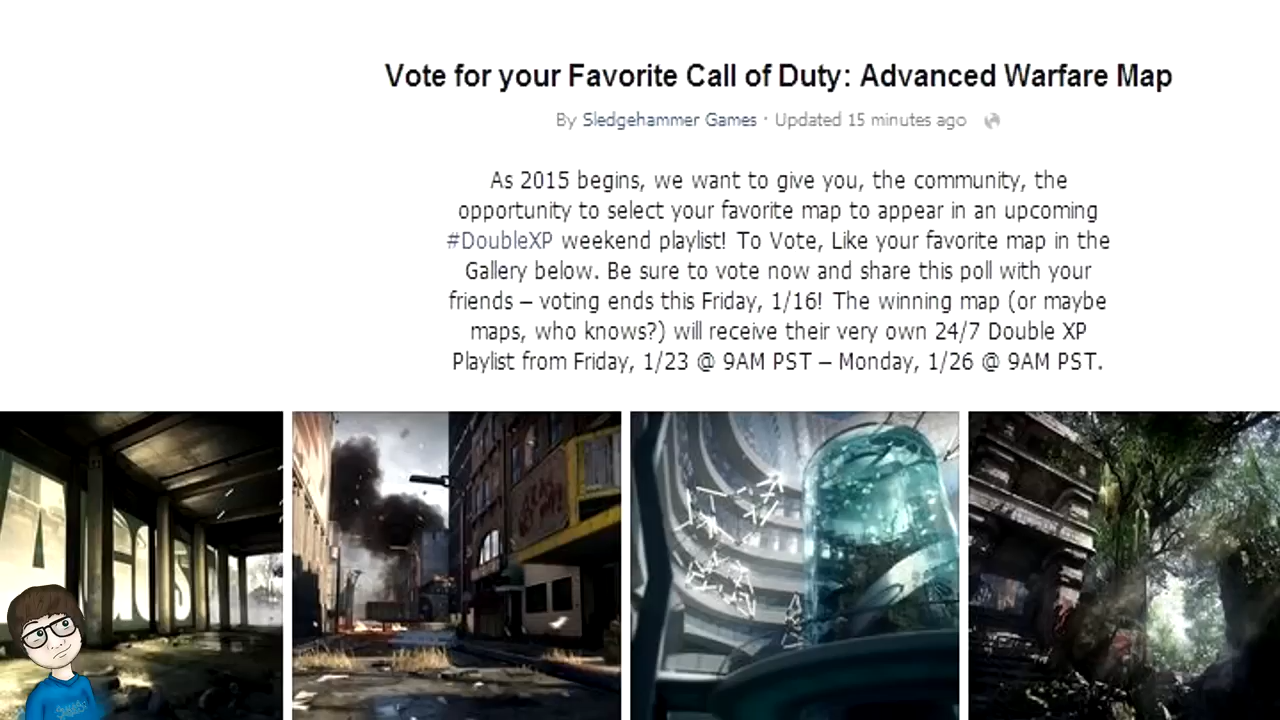 Vote for your Favorite Call of Duty: Advanced Warfare Map
By Sledgehammer Games · Updated 15 minutes ago
As 2015 begins, we want to give you, the community, the
opportunity to select your favorite map to appear in an upcoming
#DoubleXP weekend playlist! To Vote, Like your favorite map in the
Gallery below. Be sure to vote now and share this poll with your
friends – voting ends this Friday, 1/16! The winning map (or maybe
maps, who knows?) will receive their very own 24/7 Double XP
Playlist from Friday, 1/23 @ 9AM PST – Monday, 1/26 @ 9AM PST.